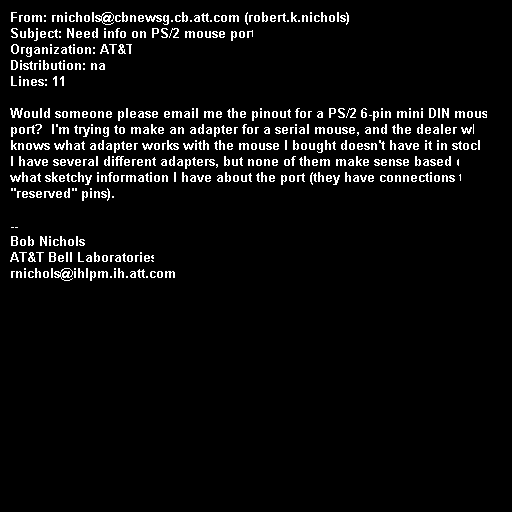 From: rnichols@cbnewsg.cb.att.com (robert.k.nichols)
Subject: Need info on PS/2 mouse port
Organization: AT&T
Distribution: na
Lines: 11

Would someone please email me the pinout for a PS/2 6-pin mini DIN mous
port?  I'm trying to make an adapter for a serial mouse, and the dealer wh
knows what adapter works with the mouse I bought doesn't have it in stock
I have several different adapters, but none of them make sense based
what sketchy information I have about the port (they have connections
"reserved" pins).

--
Bob Nichols
AT&T Bell Laboratories
rnichols@ihlpm.ih.att.com